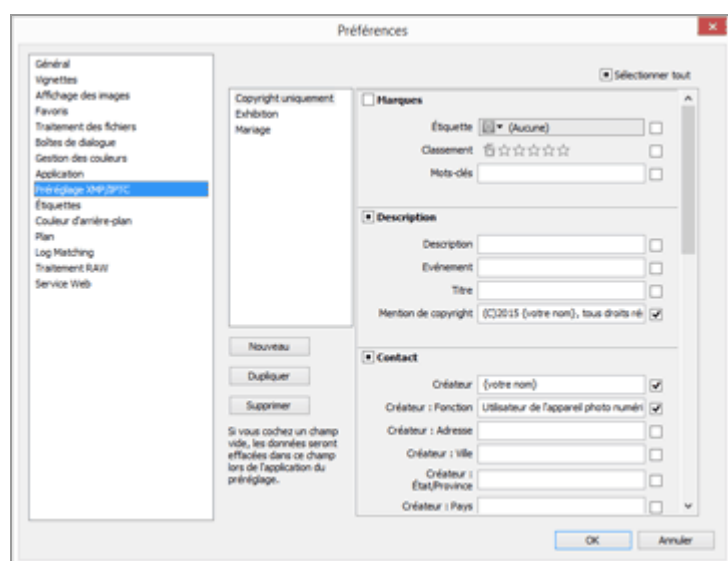 Préférences
Général
Vignettes
Affichage des images
Favoris
Traitement des fichiers
Boîtes de dialogue
Gestion des couleurs
Application
Préréglage XMP/IPTC
Étiquettes
Couleur d'arrière-plan
Plan
Log Matching
Traitement RAW
Service Web
Copyright uniquement
Exhibition
Mariage
Nouveau
Dupliquer
Supprimer
Si vous cochez un champ
vide, les données seront
effacées dans ce champ
lors de l'application du
préréglage.
Sélectionner tout
Marques
Étiquette (Aucune)
Classement
Mots-clés
Description
Description
Evénement
Titre
Mention de copyright (C)2015 {votre nom}, tous droits ré
Contact
Créateur {votre nom}
Créateur : Fonction Utilisateur de l'appareil photo numéri
Créateur : Adresse
Créateur : Ville
Créateur :
État/Province
Créateur : Pays
OK
Annuler